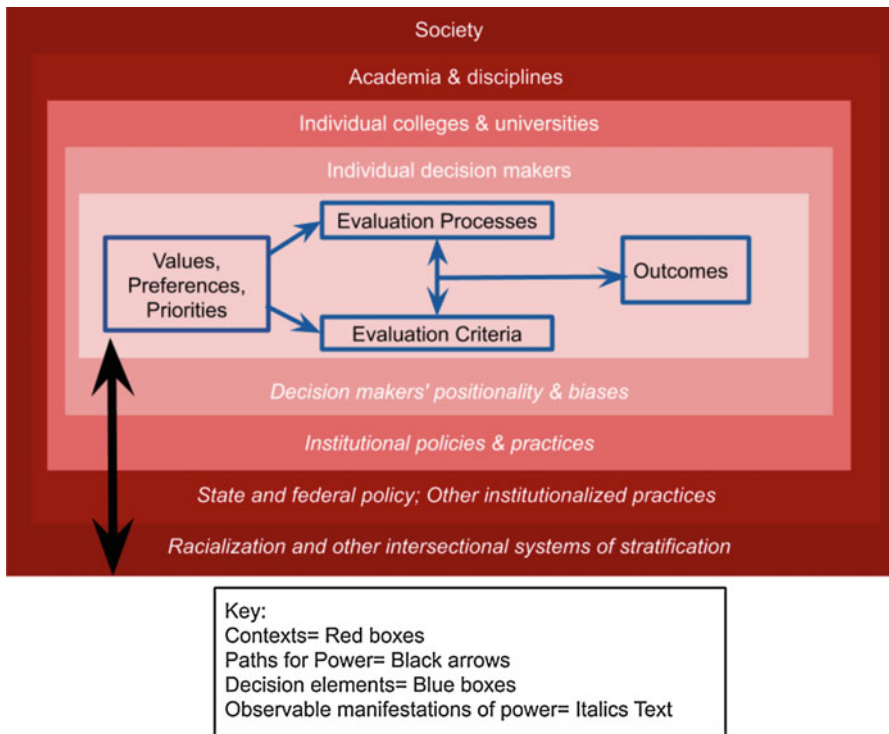 Society
Academia & disciplines
Individual colleges & universities
Individual decision makers
Evaluation Processes
Values,
Preferences,
Priorities
Outcomes
Evaluation Criteria
Decision makers' positionality & biases
Institutional policies & practices
State and federal policy; Other institutionalized practices
Racialization and other intersectional systems of stratification
Key:
Contexts= Red boxes
Paths for Power= Black arrows
Decision elements= Blue boxes
Observable manifestations of power= Italics Text